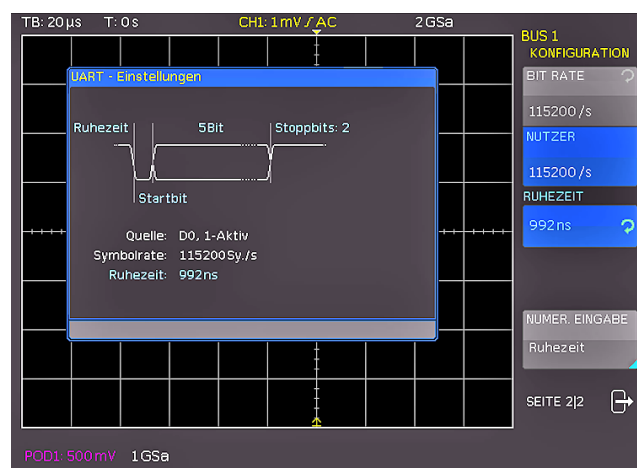 TB: 20µs T: 0s CH1: 1mV AC 2GSa
BUS 1
KONFIGURATION
BIT RATE
115200/s
NUTZER
115200/s
RUHEZEIT
992ns
NUMER. EINGABE
Ruhezeit
SEITE 2|2
UART - Einstellungen
Ruhezeit 5Bit Stoppbits: 2
Startbit
Quelle: D0, 1-Aktiv
Symbolrate: 115200Sy./s
Ruhezeit: 992ns
POD1: 500mV 1GSa